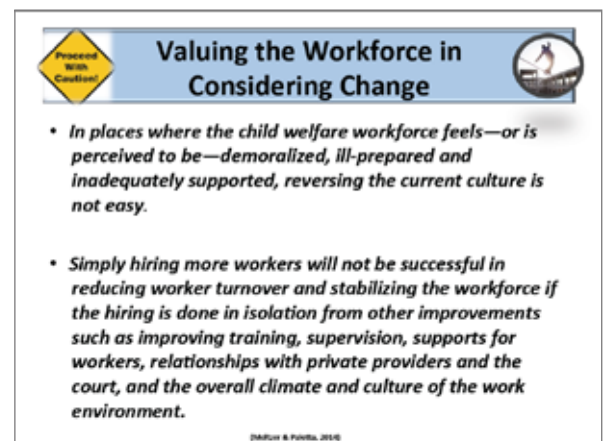 Proceed
With
Caution!
Valuing the Workforce in
Considering Change
• In places where the child welfare workforce feels—or is
perceived to be—demoralized, ill-prepared and
inadequately supported, reversing the current culture is
not easy.
• Simply hiring more workers will not be successful in
reducing worker turnover and stabilizing the workforce if
the hiring is done in isolation from other improvements
such as improving training, supervision, supports for
workers, relationships with private providers and the
court, and the overall climate and culture of the work
environment.
(Meltzer & Paletta, 2014)